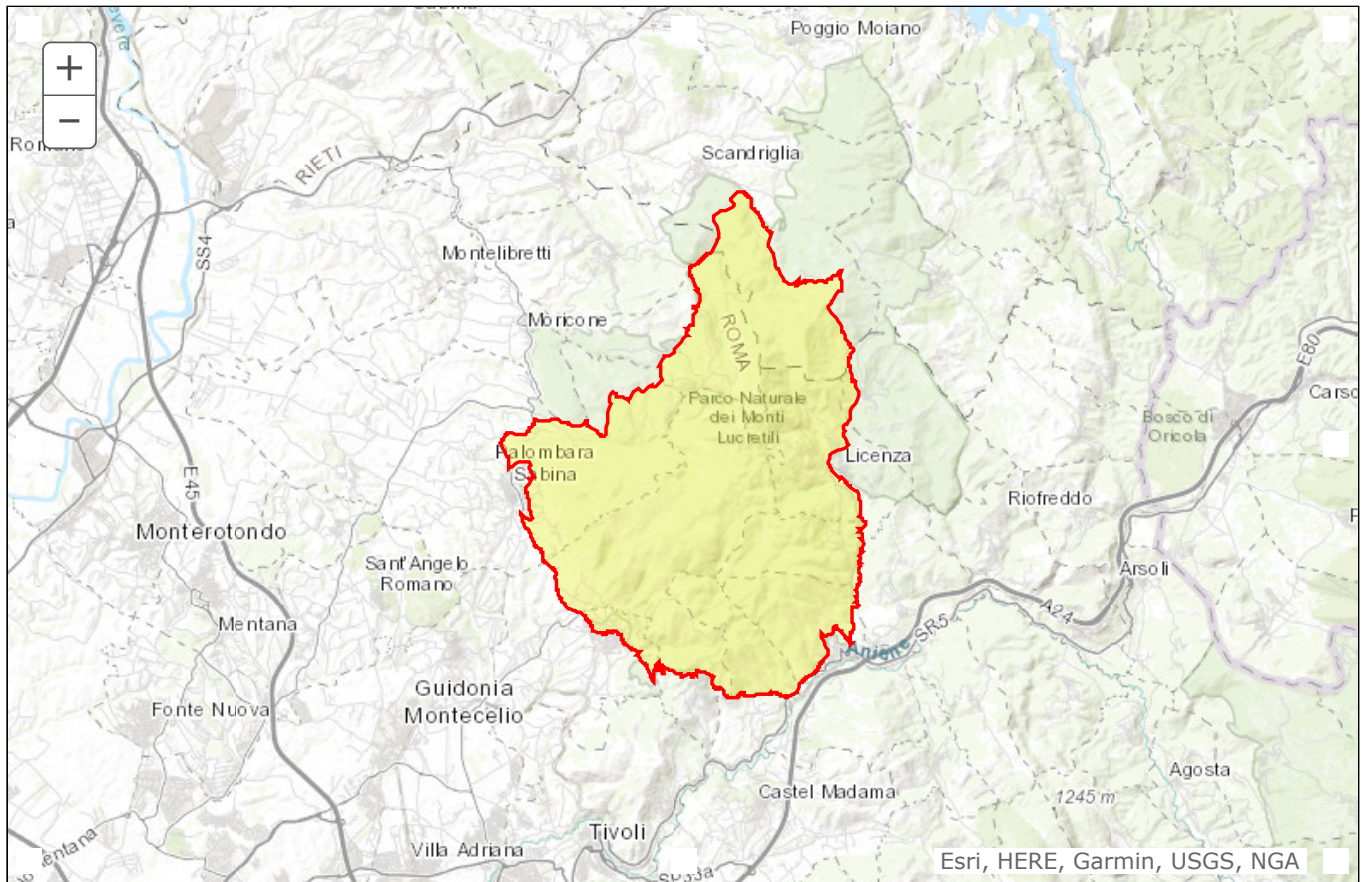 Poggio Moiano
+
−
Scandriglia
RIETI
SS4
Montelibretti
Moricone
ROMA
E80
Parco Naturale
dei Monti
Lucretili
Bosco di
Oricola
Palombara
Sabina
Licenza
E45
Riofreddo
Monterotondo
Sant'Angelo
Romano
Arsoli
A24
Mentana
SR5
Aniene
Guidonia
Montecelio
Fonte Nuova
Agosta
Castel Madama
1245 m
Tivoli
Villa Adriana
Esri, HERE, Garmin, USGS, NGA